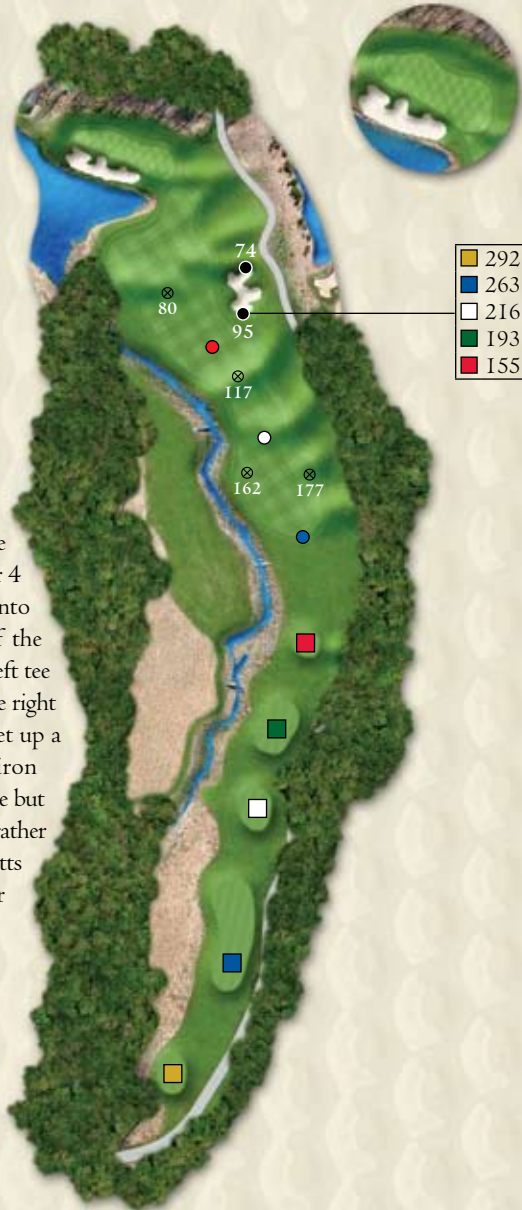 74
80
95
292
263
216
193
155
117
162
177
e
r 4
nto
f the
eft tee
e right
et up a
iron
e but
rather
tts
r